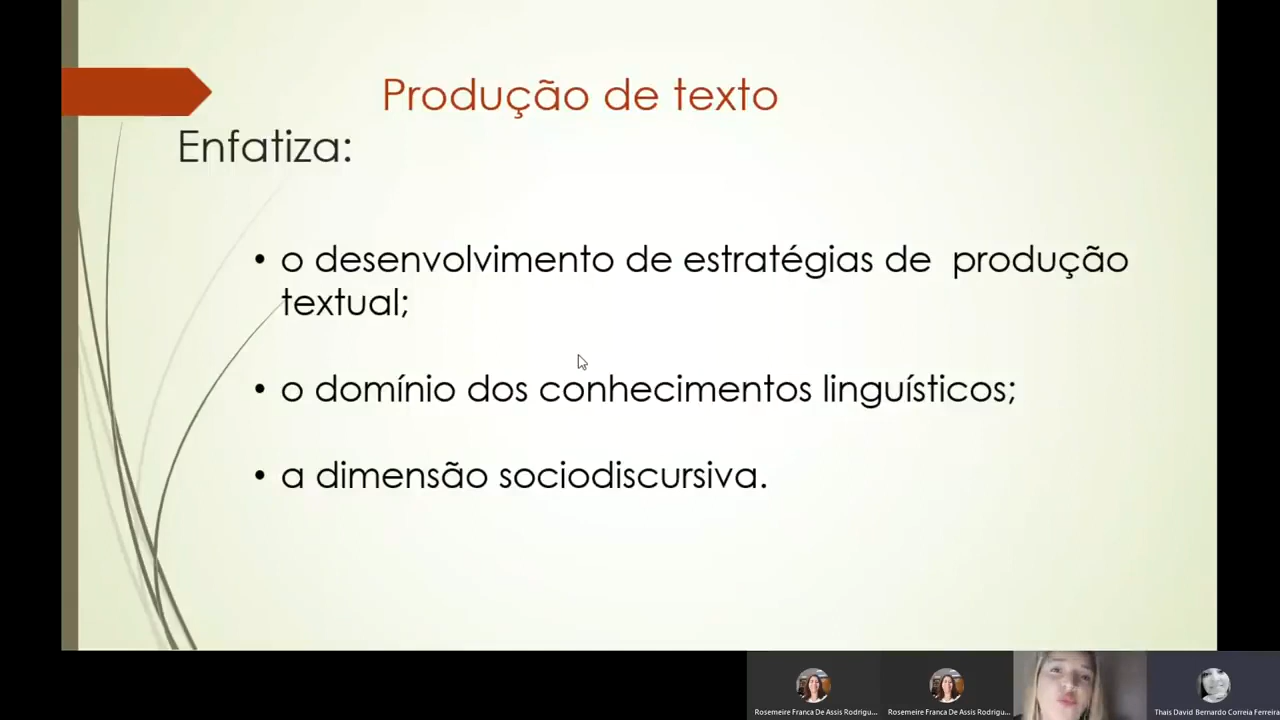 Produção de texto
Enfatiza:
• o desenvolvimento de estratégias de produção
textual;
• o domínio dos conhecimentos linguísticos;
• a dimensão sociodiscursiva.
Rosemeire Franca De Assis Rodrigu...
Rosemeire Franca De Assis Rodrigu...
Thais David Bernardo Correia Ferreira